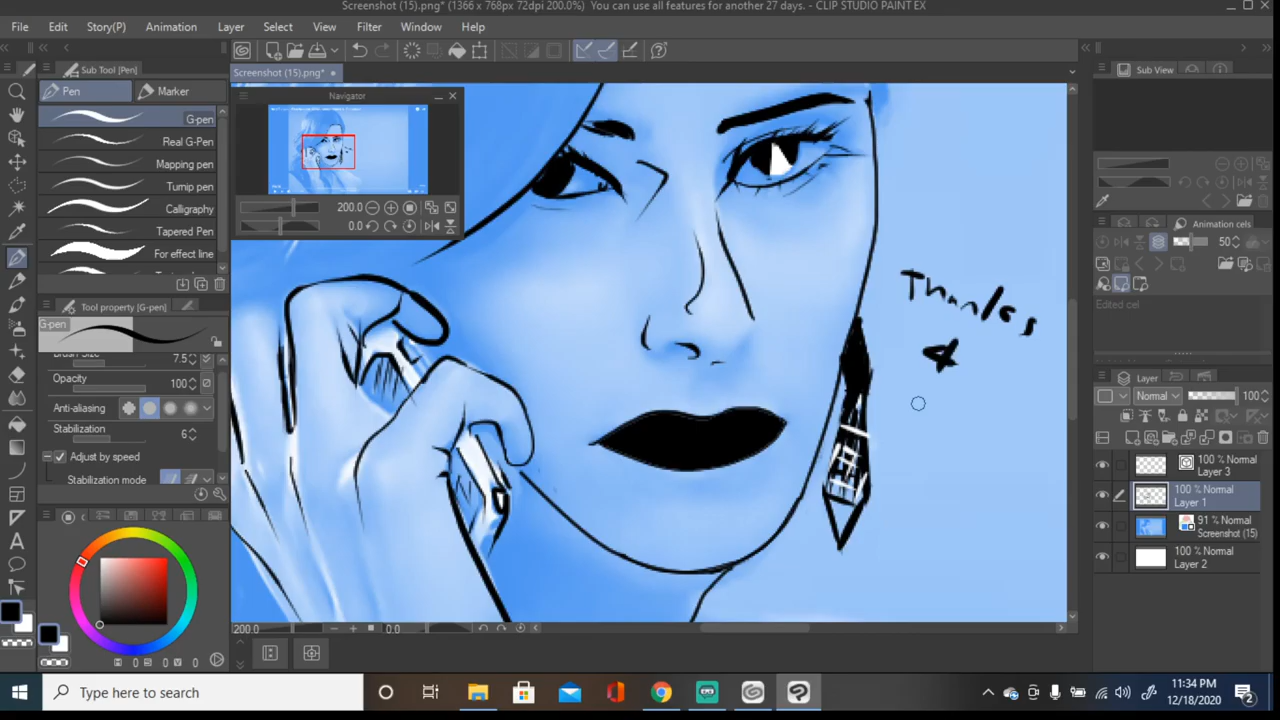 Screenshot (15).png* (1366 x 768px 72dpi 200.0%) You can use all features for another 27 days. - CLIP STUDIO PAINT EX
File Edit Story(P) Animation Layer Select View Filter Window Help
Sub Tool [Pen]
Pen Marker
G-pen
Real G-Pen
Mapping pen
Turnip pen
Calligraphy
Tapered Pen
For effect line
Tool property [G-pen]
G-pen
Brush Size 7.5
Opacity 100
Anti-aliasing
Stabilization 6
Adjust by speed
Stabilization mode
H 0 S 0 V 0
Screenshot (15).png*
Navigator
200.0
0.0
Thanks
&
200.0 0.0
Sub View
Animation cels
50
Edited cel
Layer
Normal 100
100 % Normal
Layer 3
100 % Normal
Layer 1
91 % Normal
Screenshot (15)
100 % Normal
Layer 2
Type here to search
11:34 PM
12/18/2020
2